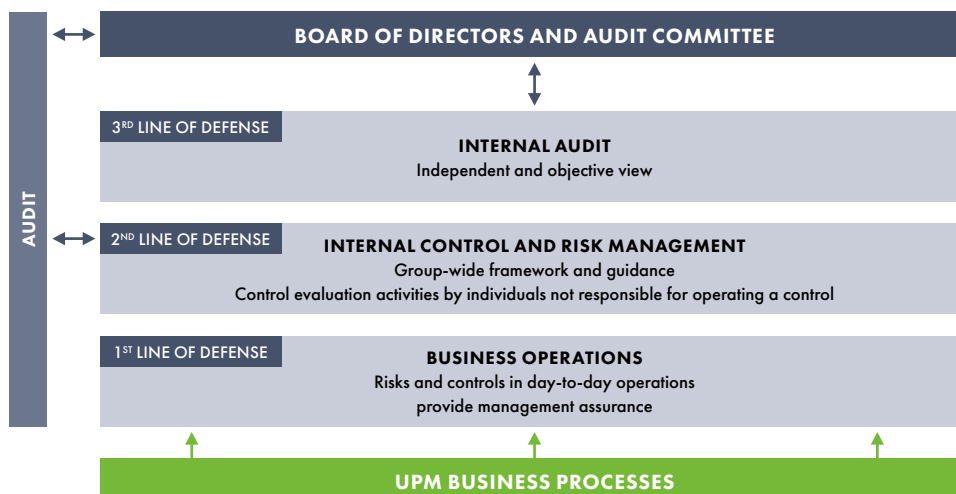 BOARD OF DIRECTORS AND AUDIT COMMITTEE
AUDIT
3RD LINE OF DEFENSE
INTERNAL AUDIT
Independent and objective view
2ND LINE OF DEFENSE
INTERNAL CONTROL AND RISK MANAGEMENT
Group-wide framework and guidance
Control evaluation activities by individuals not responsible for operating a control
1ST LINE OF DEFENSE
BUSINESS OPERATIONS
Risks and controls in day-to-day operations
provide management assurance
UPM BUSINESS PROCESSES